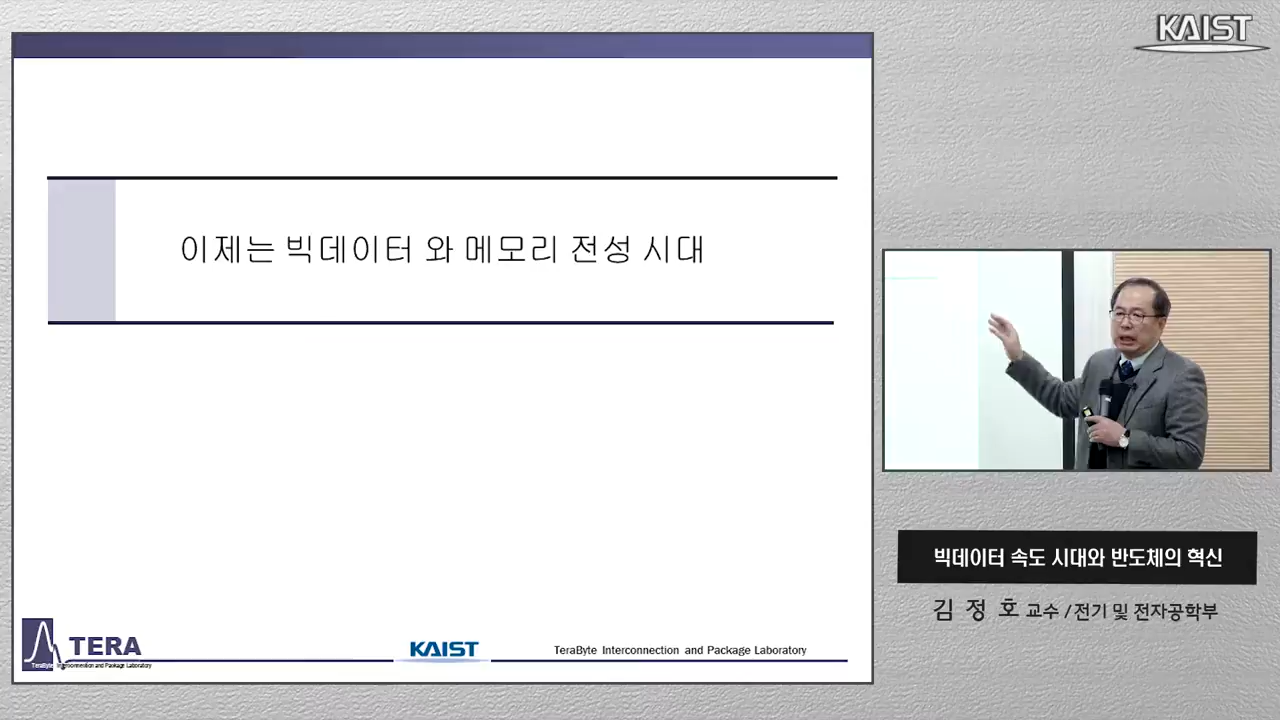 KAIST
이제는 빅데이터 와 메모리 전성 시대
빅데이터 속도 시대와 반도체의 혁신
김 정 호 교수 / 전기 및 전자공학부
TERA
TeraByte Interconnection and Package Laboratory
KAIST
TeraByte Interconnection and Package Laboratory